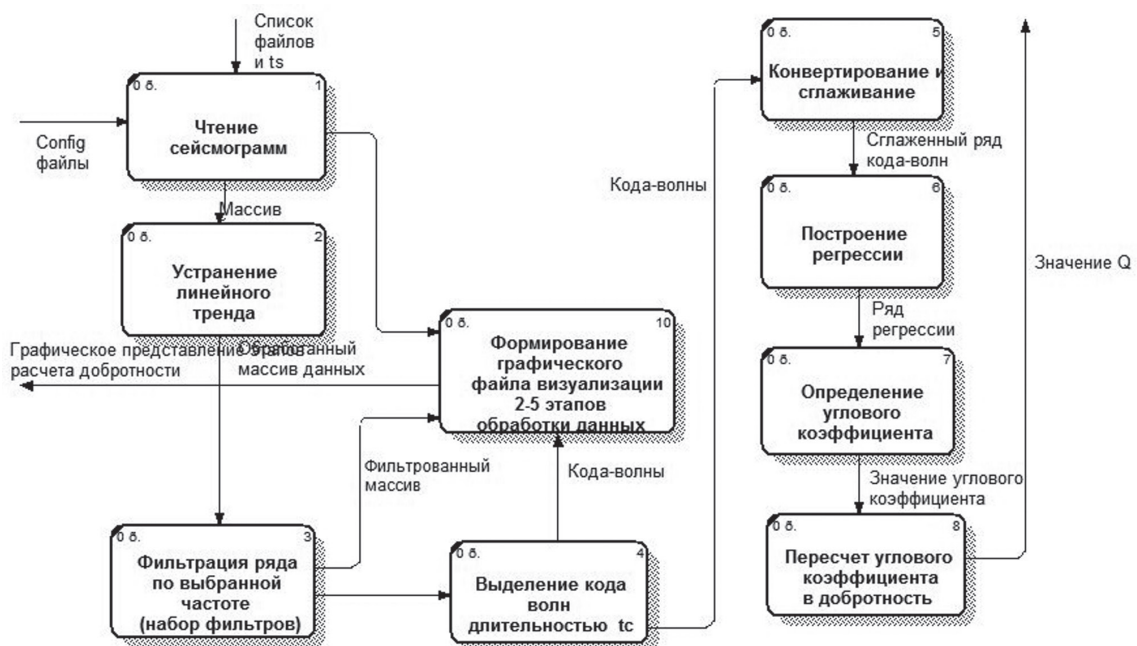 Список
файлов
и ts
0 б.
1
Чтение
сейсмограмм
Config
файлы
Массив
0 б.
2
Устранение
линейного
тренда
Обработанный
массив данных
Графическое представление этапов
расчета добротности
0 б.
3
Фильтрация ряда
по выбранной
частоте
(набор фильтров)
Фильтрованный
массив
0 б.
10
Формирование
графического
файла визуализации
2-5 этапов
обработки данных
Кода-волны
0 б.
4
Выделение кода
волн
длительностью tc
Кода-волны
0 б.
5
Конвертирование и
сглаживание
Сглаженный ряд
кода-волн
0 б.
6
Построение
регрессии
Ряд
регрессии
0 б.
7
Определение
углового
коэффициента
Значение углового
коэффициента
0 б.
8
Пересчет углового
коэффициента
в добротность
Значение Q